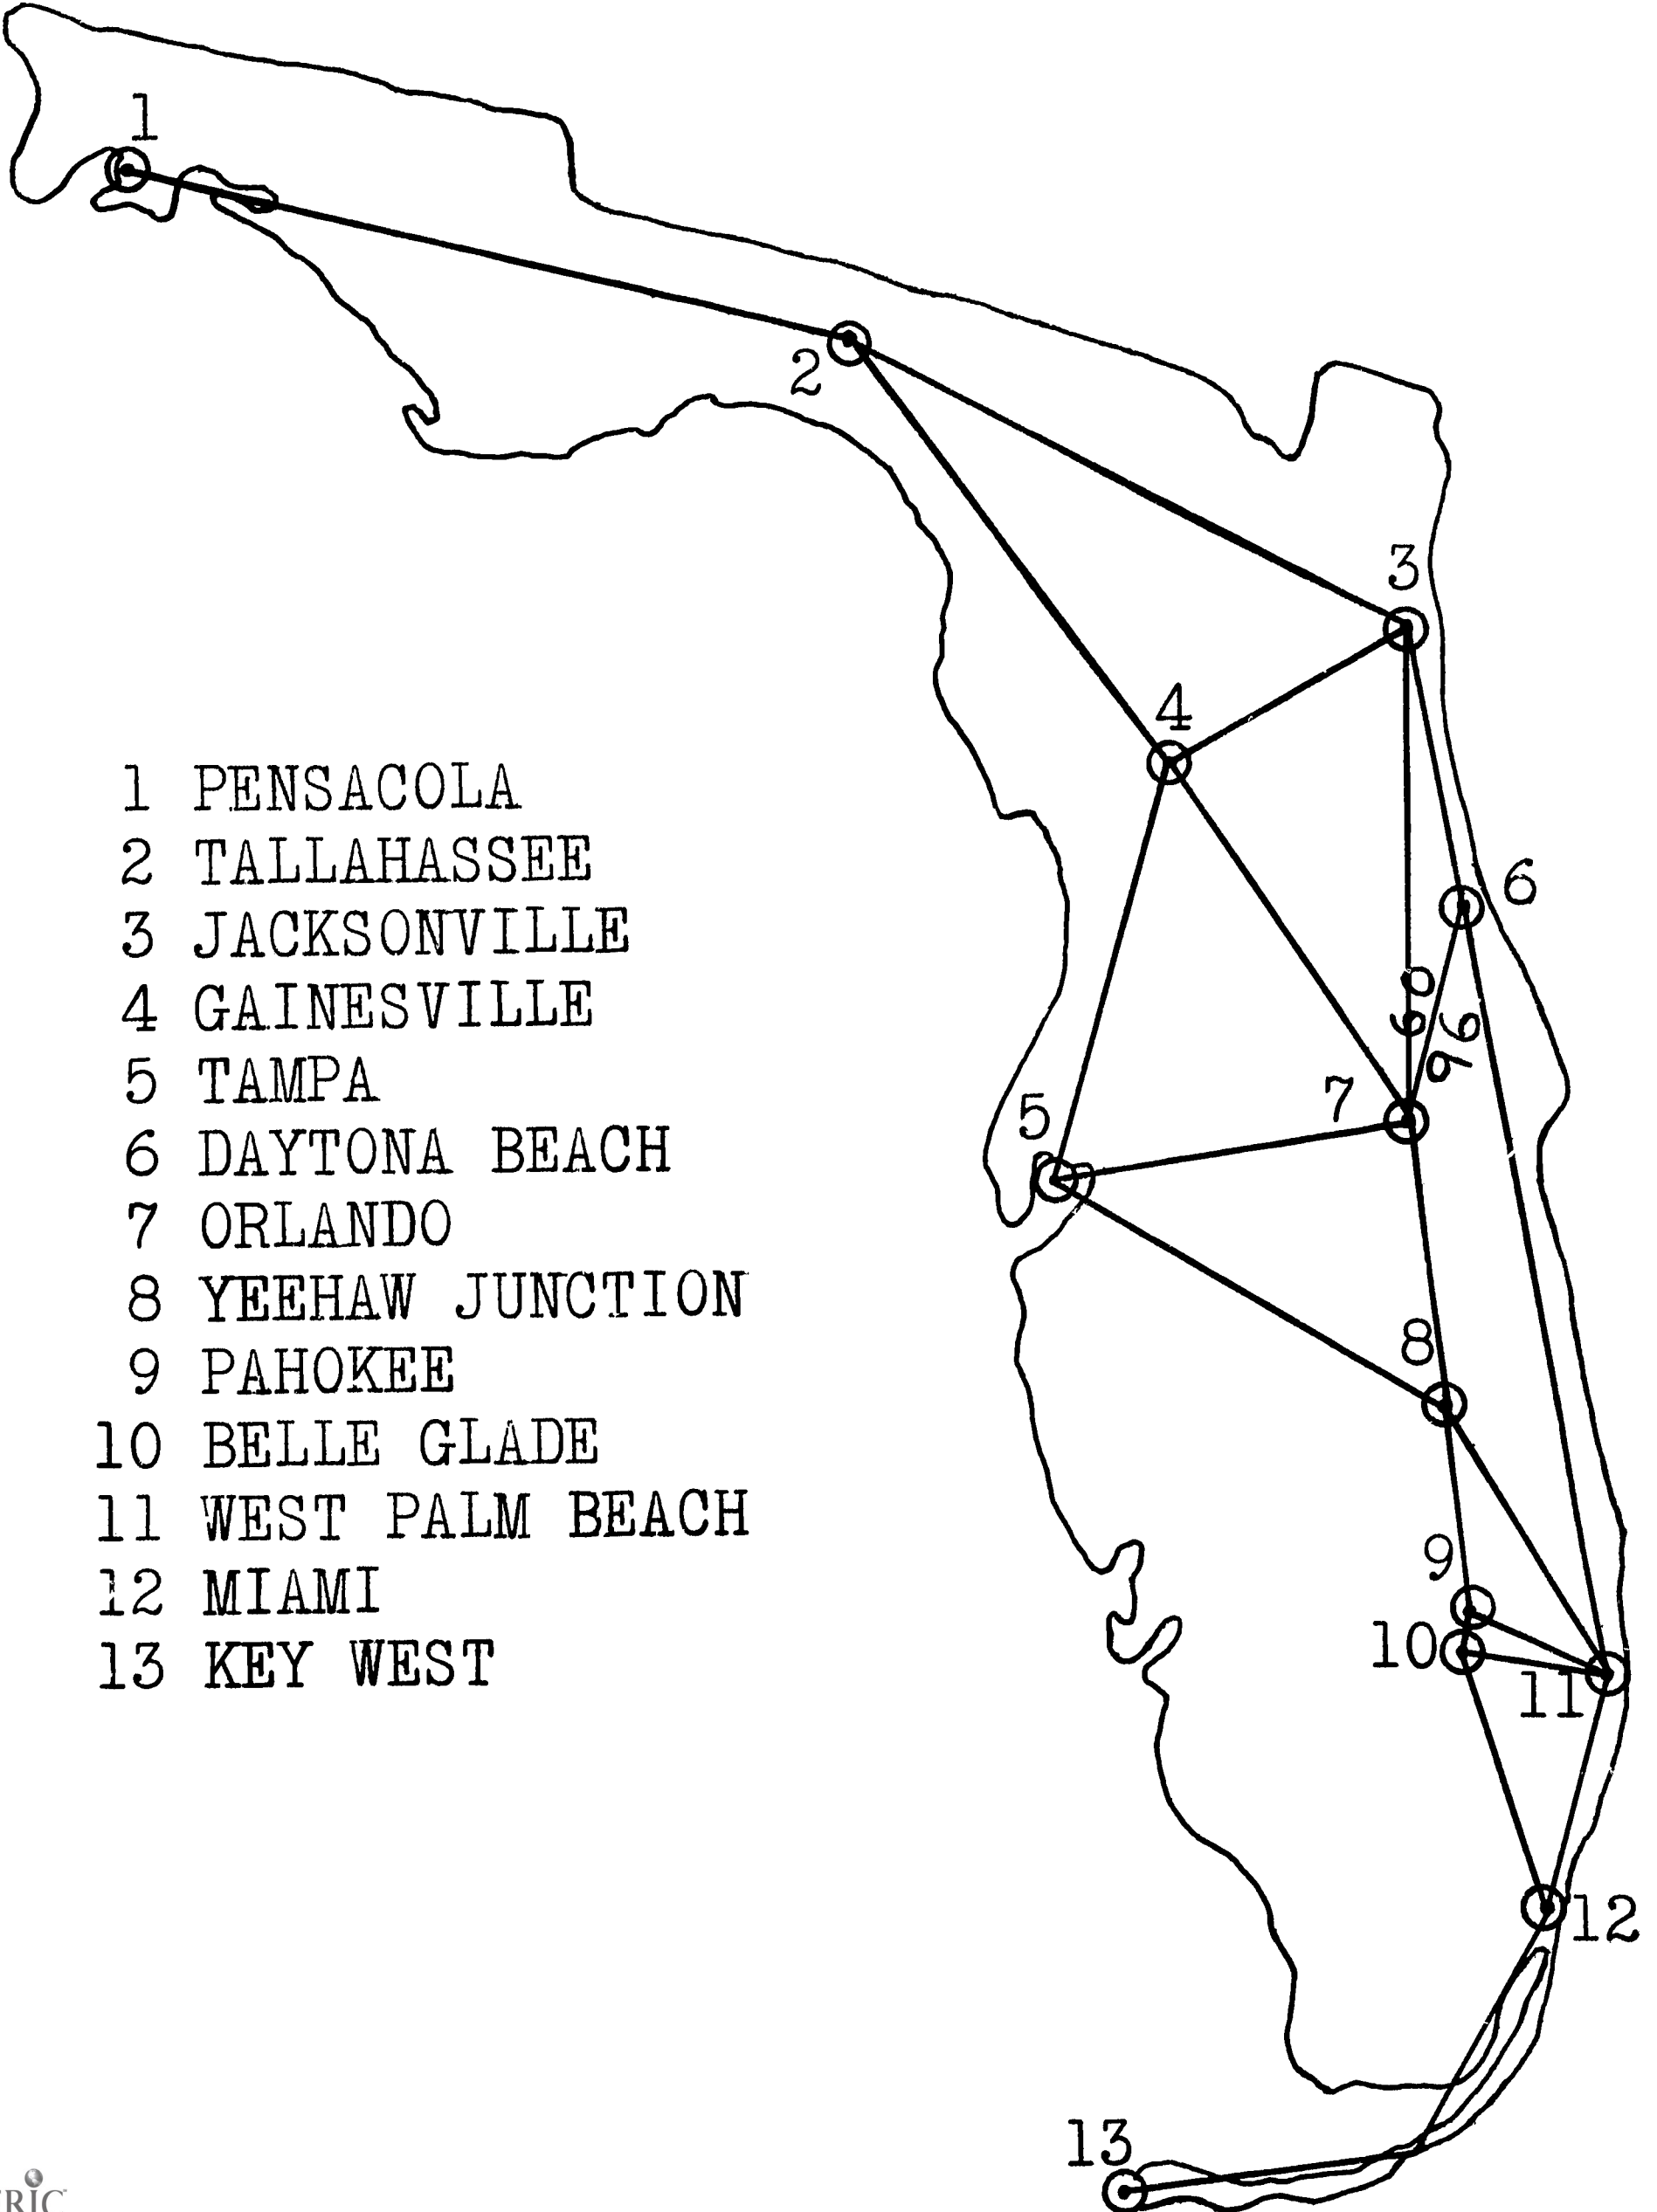 1
2
3
4
1 PENSACOLA
2 TALLAHASSEE
6
3 JACKSONVILLE
4 GAINESVILLE
5 TAMPA
7
5
6 DAYTONA BEACH
7 ORLANDO
8 YEEHAW JUNCTION
8
9 PAHOKEE
10 BELLE GLADE
11 WEST PALM BEACH
9
12 MIAMI
10
13 KEY WEST
11
12
13